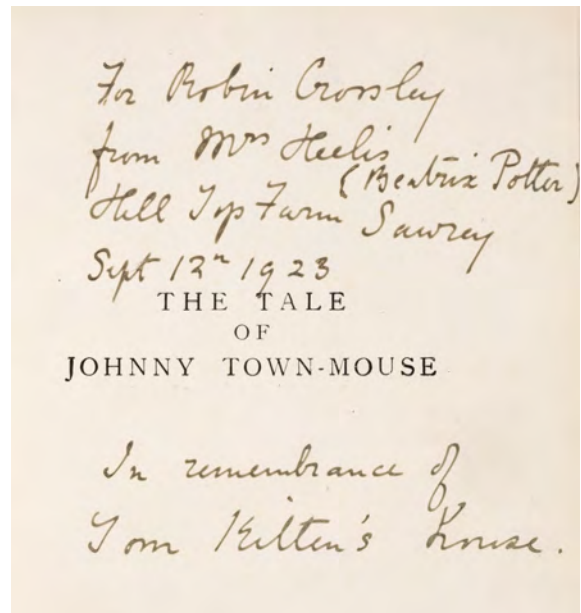 For Robin Crossley
from Mrs Heelis
(Beatrix Potter)
Hill Top Farm Sawrey
Sept 12th 1923
THE TALE
OF
JOHNNY TOWN-MOUSE
In remembrance of
Tom Kitten's House.